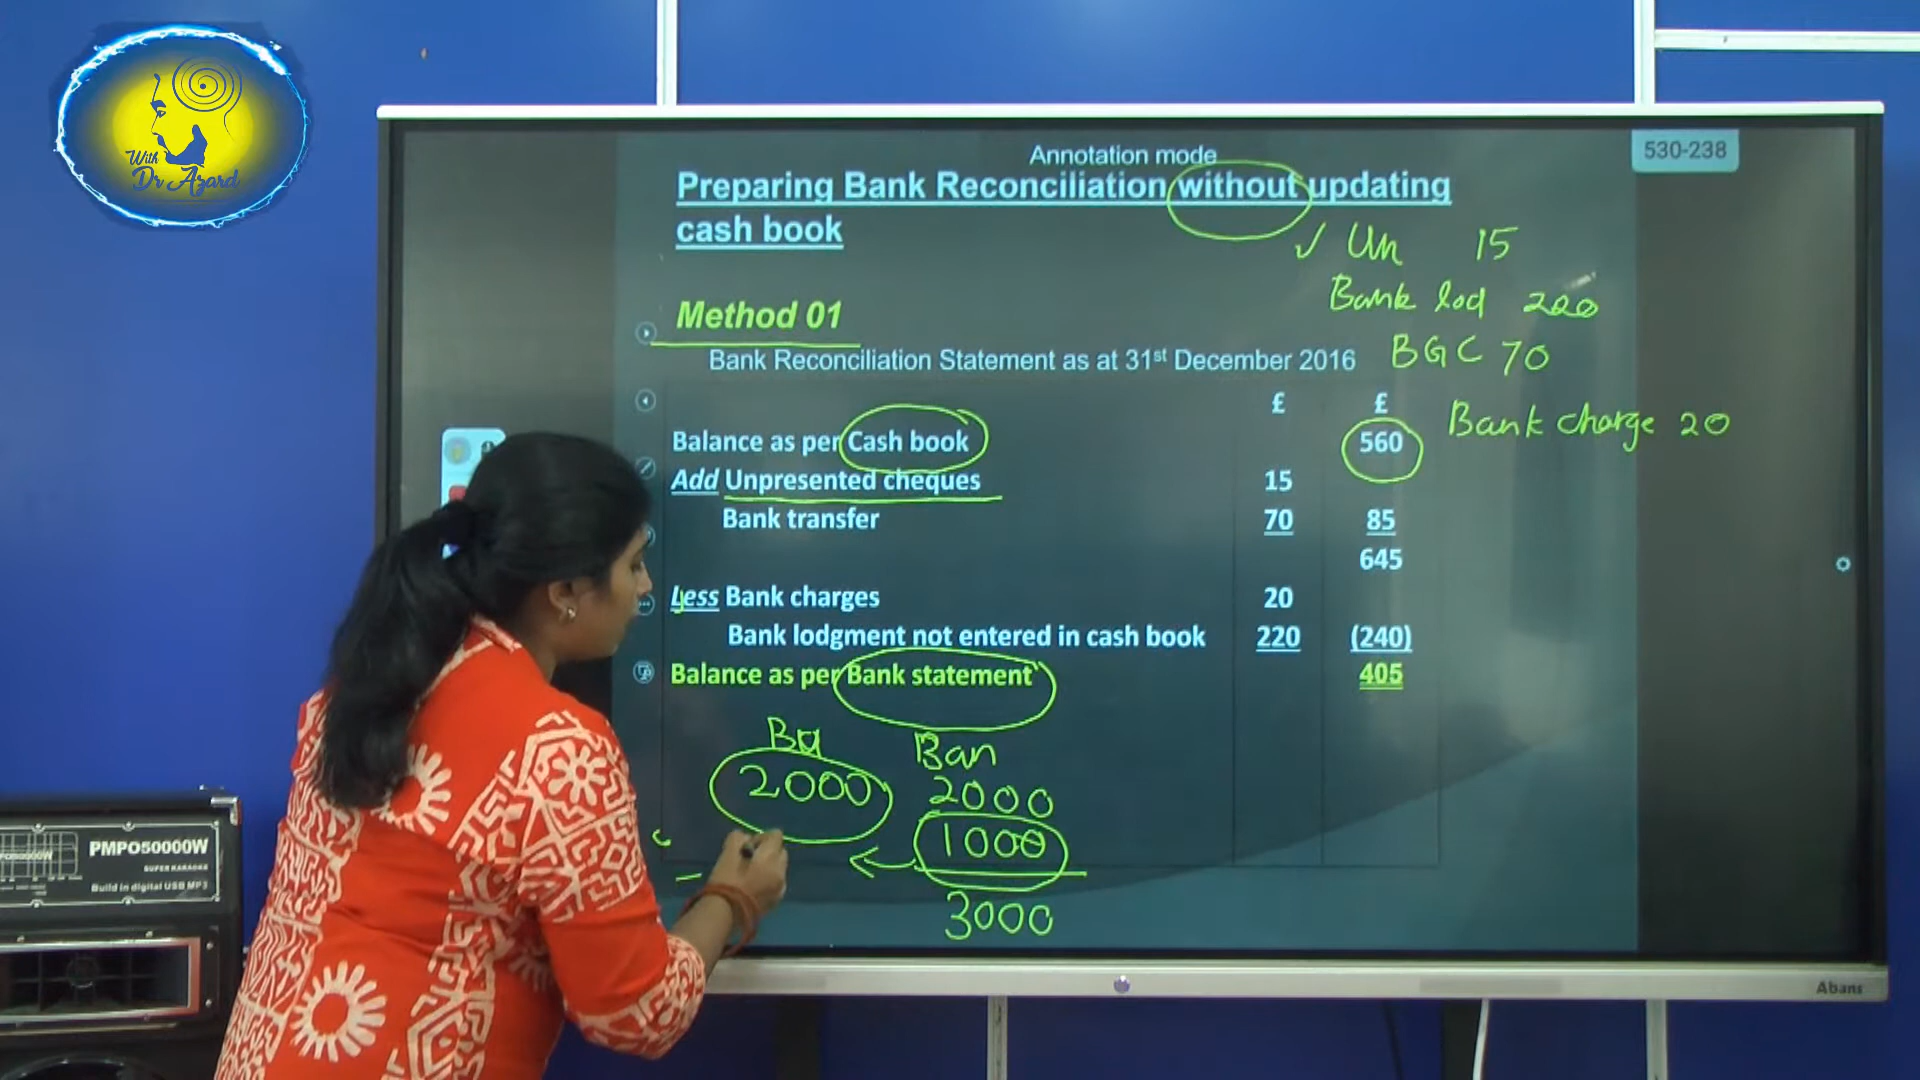 With
Dr Azard
Annotation mode
530-238
Preparing Bank Reconciliation without updating
cash book
✓ Un 15
Bank lod 220
BGC 70
Bank charge 20
Method 01
Bank Reconciliation Statement as at 31st December 2016
£ £
Balance as per Cash book 560
Add Unpresented cheques 15
Bank transfer 70 85
645
Less Bank charges 20
Bank lodgment not entered in cash book 220 (240)
Balance as per Bank statement 405
Ban
2000 2000
1000
3000
PMPO50000W
SUPER KARAOKE
Build in digital USB MP3
Abans